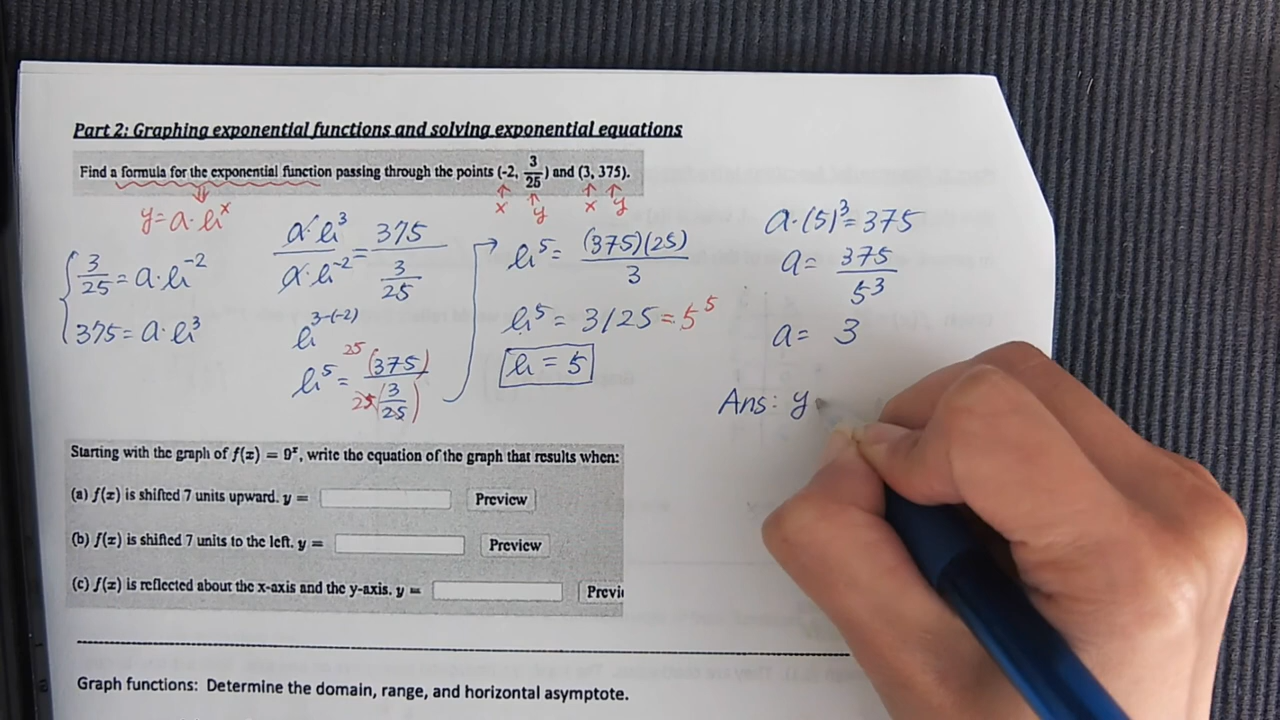 Part 2: Graphing exponential functions and solving exponential equations
Find a formula for the exponential function passing through the points (-2, 3/25) and (3, 375).
x y x y
y=a·b^x
{ 3/25 = a·b^-2
375 = a·b^3
a·b^3 / a·b^-2 = 375 / (3/25)
b^3-(-2)
b^5 = 25(375) / 25(3/25)
b^5 = (375)(25) / 3
b^5 = 3125 = 5^5
b = 5
a·(5)^3 = 375
a = 375 / 5^3
a = 3
Ans: y
Starting with the graph of f(x) = 9^x, write the equation of the graph that results when:
(a) f(x) is shifted 7 units upward. y = Preview
(b) f(x) is shifted 7 units to the left. y = Preview
(c) f(x) is reflected about the x-axis and the y-axis. y = Previ
Graph functions: Determine the domain, range, and horizontal asymptote.